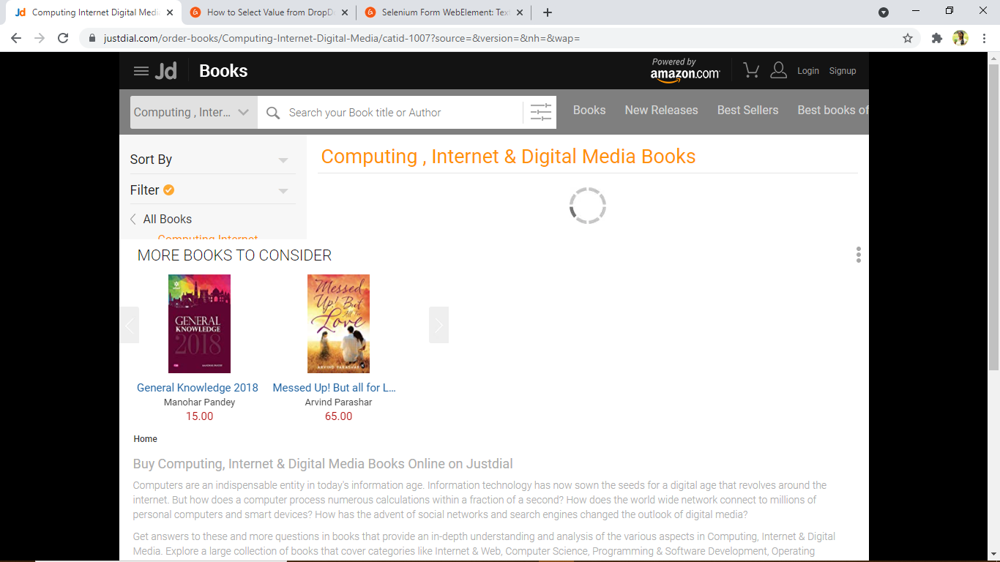 Jd Computing Internet Digital Medi
How to Select Value from DropD
Selenium Form WebElement: Tex
justdial.com/order-books/Computing-Internet-Digital-Media/catid-1007?source=&version=&nh=&wap=
Jd Books
Powered by
amazon.com
Login Signup
Computing , Inter...
Search your Book title or Author
Books New Releases Best Sellers Best books of
Sort By
Filter
All Books
Computing Internet
Computing , Internet & Digital Media Books
MORE BOOKS TO CONSIDER
GENERAL
KNOWLEDGE
2018
Messed
Up! But
All For
Love
ARVIND PARASHAR
General Knowledge 2018
Manohar Pandey
15.00
Messed Up! But all for L...
Arvind Parashar
65.00
Home
Buy Computing, Internet & Digital Media Books Online on Justdial
Computers are an indispensable entity in today's information age. Information technology has now sown the seeds for a digital age that revolves around the
internet. But how does a computer process numerous calculations within a fraction of a second? How does the world wide network connect to millions of
personal computers and smart devices? How has the advent of social networks and search engines changed the outlook of digital media?
Get answers to these and more questions in books that provide an in-depth understanding and analysis of the various aspects in Computing, Internet & Digital
Media. Explore a large collection of books that cover categories like Internet & Web, Computer Science, Programming & Software Development, Operating